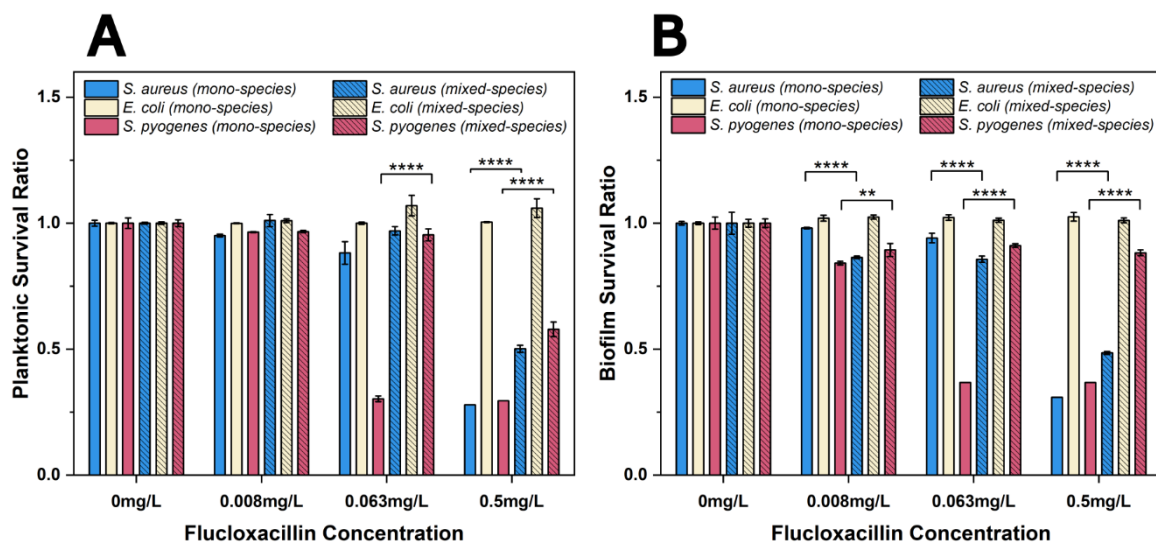 A
Planktonic Survival Ratio
1.5
1.0
0.5
0.0
S. aureus (mono-species)
E. coli (mono-species)
S. pyogenes (mono-species)
S. aureus (mixed-species)
E. coli (mixed-species)
S. pyogenes (mixed-species)
****
****
****
0mg/L
0.008mg/L
0.063mg/L
0.5mg/L
Flucloxacillin Concentration
B
Biofilm Survival Ratio
1.5
1.0
0.5
0.0
S. aureus (mono-species)
E. coli (mono-species)
S. pyogenes (mono-species)
S. aureus (mixed-species)
E. coli (mixed-species)
S. pyogenes (mixed-species)
****
**
****
****
****
****
0mg/L
0.008mg/L
0.063mg/L
0.5mg/L
Flucloxacillin Concentration